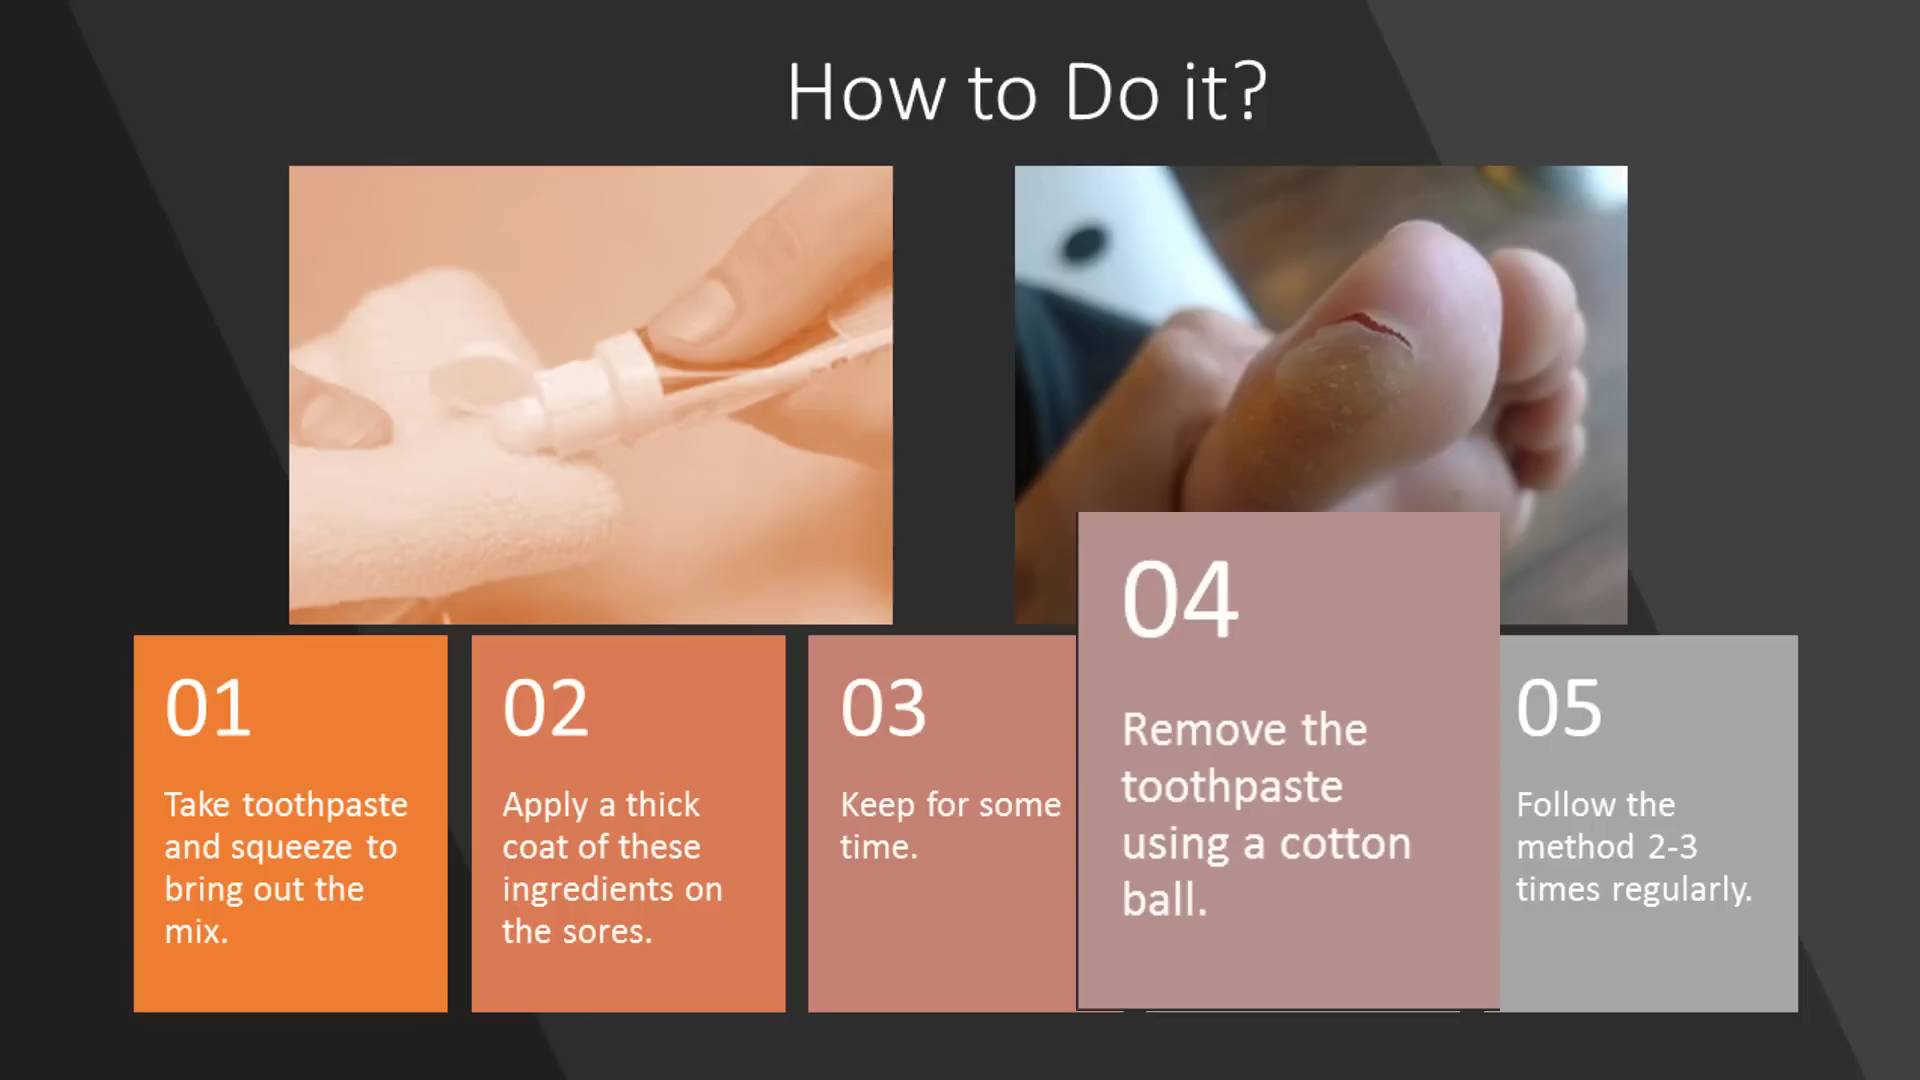 How to Do it?
01
Take toothpaste
and squeeze to
bring out the
mix.
02
Apply a thick
coat of these
ingredients on
the sores.
03
Keep for some
time.
04
Remove the
toothpaste
using a cotton
ball.
05
Follow the
method 2-3
times regularly.